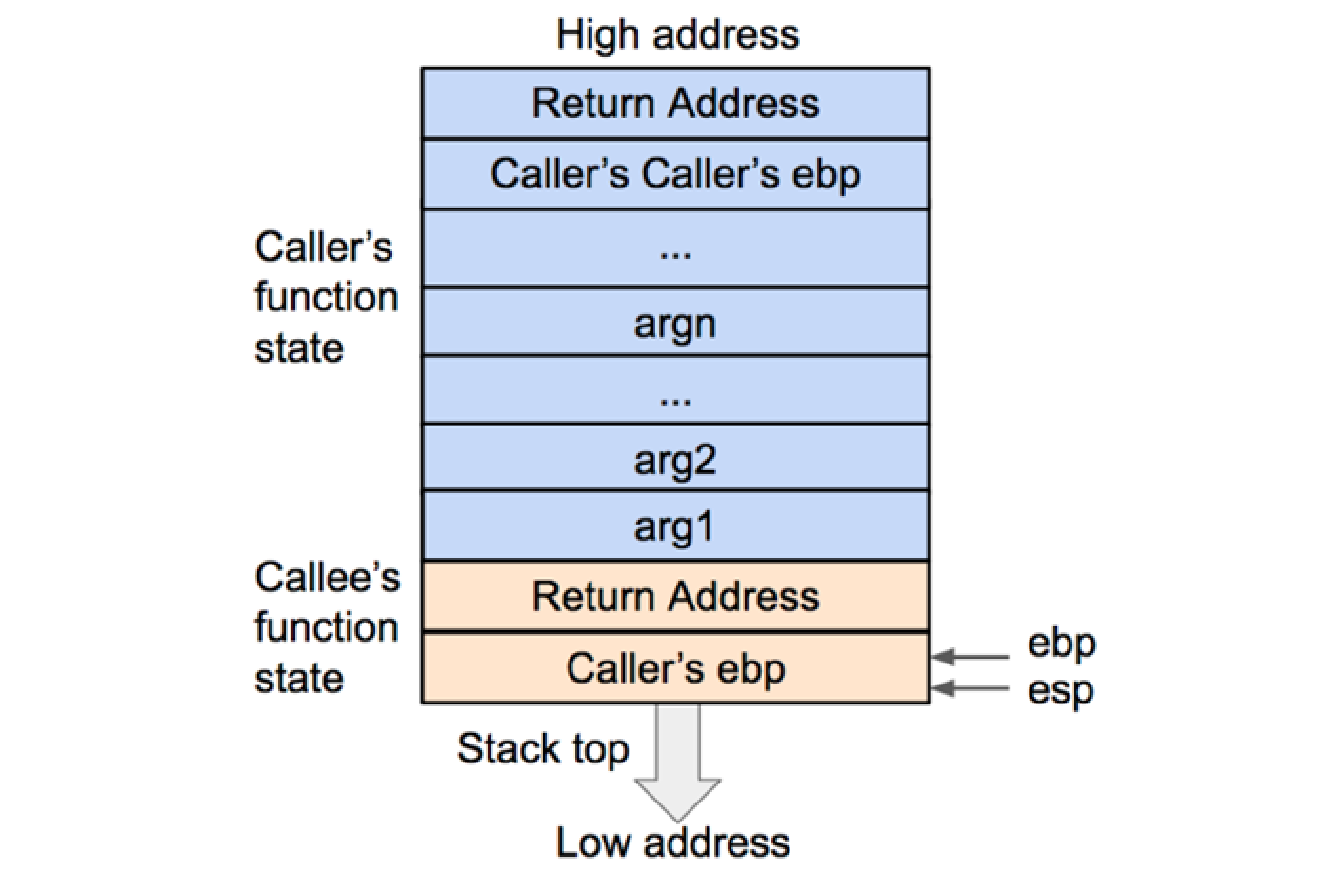 High address
Return Address
Caller’s Caller’s ebp
...
Caller’s
function
state
argn
...
arg2
arg1
Callee’s
function
state
Return Address
Caller’s ebp
ebp
esp
Stack top
Low address